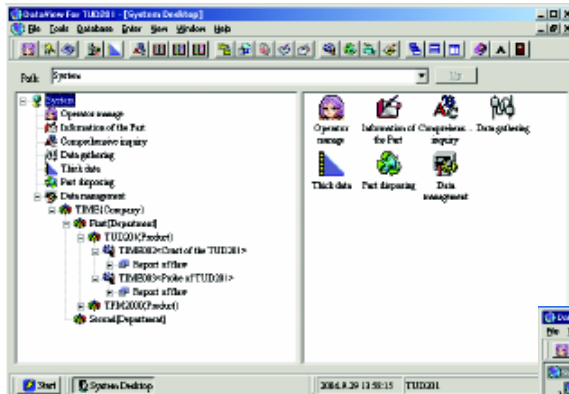 DataView For TUD201 - [System Desktop]
File Tools Database Enter View Window Help
Path: System
Up
System
Operator manage
Information of the Part
Comprehensive inquiry
Data gathering
Thick data
Part disposing
Data management
TIME(Company)
First[Department]
TUD201(Product)
TIME002<Craft of the TUD201>
Report of flaw
TIME003<Probe of TUD201>
Report of flaw
TFM2000(Product)
Second[Department]
Operator manage
Information of the Part
Comprehens... inquiry
Data gathering
Thick data
Part disposing
Data management
Start
System Desktop
2004.9.29 13:58:15
TUD201